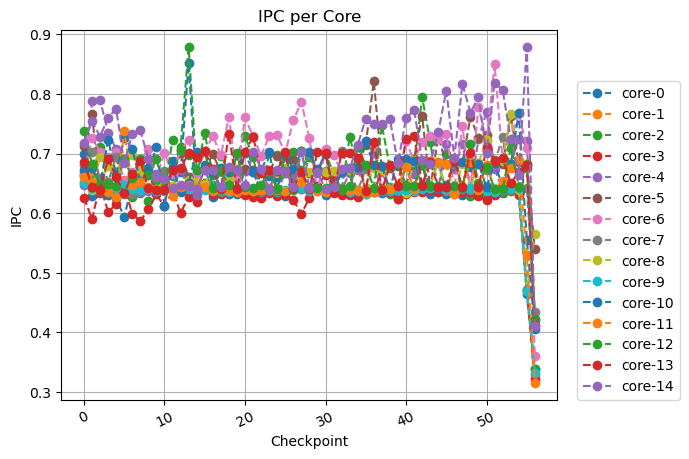 IPC per Core
0.9
0.8
0.7
0.6
0.5
0.4
0.3
IPC
0
10
20
30
40
50
Checkpoint
core-0
core-1
core-2
core-3
core-4
core-5
core-6
core-7
core-8
core-9
core-10
core-11
core-12
core-13
core-14